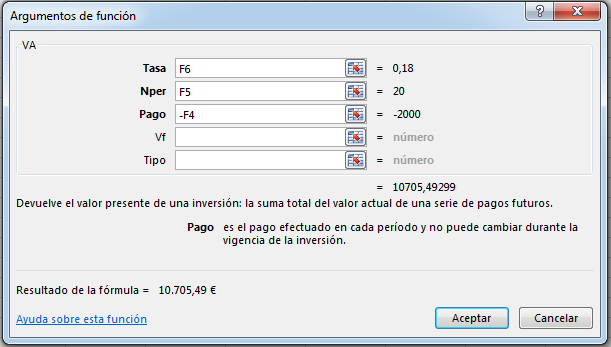 Argumentos de función
VA
Tasa F6 = 0,18
Nper F5 = 20
Pago -F4 = -2000
Vf = número
Tipo = número
= 10705,49299
Devuelve el valor presente de una inversión: la suma total del valor actual de una serie de pagos futuros.
Pago es el pago efectuado en cada período y no puede cambiar durante la
vigencia de la inversión.
Resultado de la fórmula = 10.705,49 €
Ayuda sobre esta función
Aceptar Cancelar